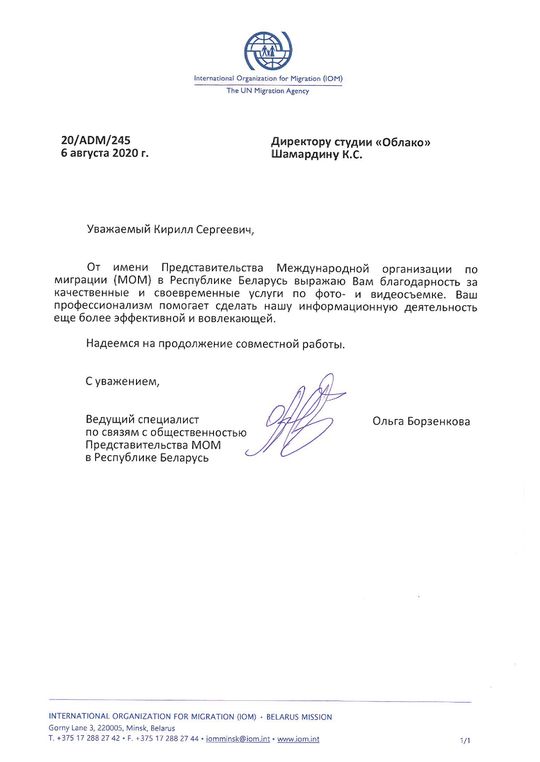 International Organization for Migration (IOM)
The UN Migration Agency
20/ADM/245
6 августа 2020 г.
Директору студии «Облако»
Шамардину К.С.
Уважаемый Кирилл Сергеевич,
От имени Представительства Международной организации по
миграции (МОМ) в Республике Беларусь выражаю Вам благодарность за
качественные и своевременные услуги по фото- и видеосъемке. Ваш
профессионализм помогает сделать нашу информационную деятельность
еще более эффективной и вовлекающей.
Надеемся на продолжение совместной работы.
С уважением,
Ведущий специалист
по связям с общественностью
Представительства МОМ
в Республике Беларусь
Ольга Борзенкова
INTERNATIONAL ORGANIZATION FOR MIGRATION (IOM) • BELARUS MISSION
Gorny Lane 3, 220005, Minsk, Belarus
T. +375 17 288 27 42 • F. +375 17 288 27 44 • iomminsk@iom.int • www.iom.int
1/1